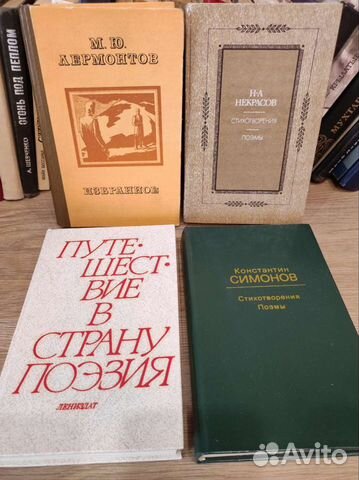 ОГОНЬ ПОД ПЕПЛОМ
А. ШЕВЧЕНКО
М. Ю.
ЛЕРМОНТОВ
ИЗБРАННОЕ
Н·А
НЕКРАСОВ
СТИХОТВОРЕНИЯ
ПОЭМЫ
ПУТЕ-
ШЕСТ-
ВИЕ
В
СТРАНУ
ПОЭЗИЯ
ЛЕНИЗДАТ
Константин
СИМОНОВ
Стихотворения
Поэмы
Avito